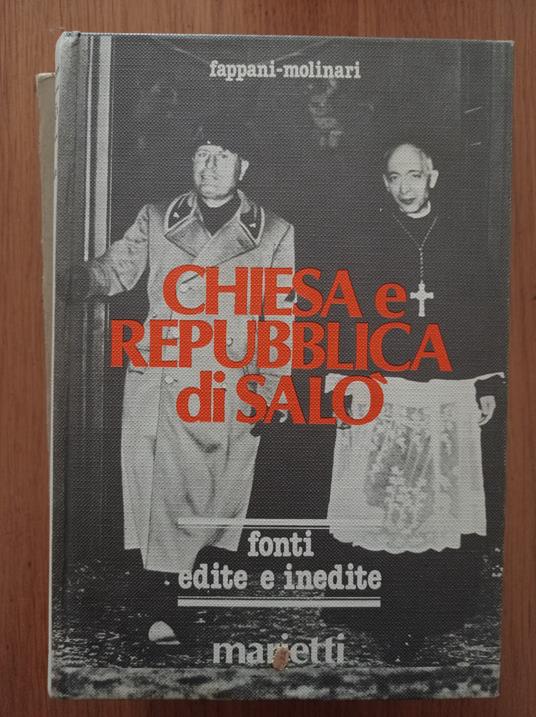 fappani-molinari
CHIESA e
REPUBBLICA
di SALÒ
fonti
edite e inedite
marietti